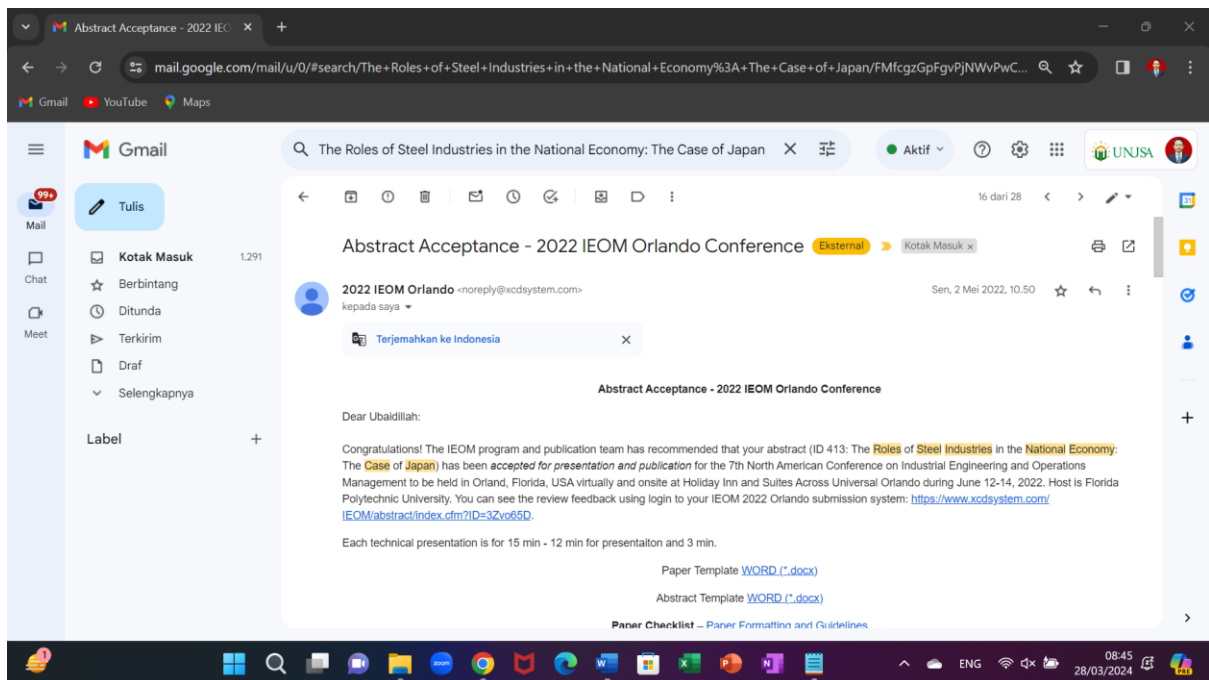 Abstract Acceptance - 2022 IEO
mail.google.com/mail/u/0/#search/The+Roles+of+Steel+Industries+in+the+National+Economy%3A+The+Case+of+Japan/FMfcgzGpFgvPjNWvPwC...
Gmail YouTube Maps
Gmail
The Roles of Steel Industries in the National Economy: The Case of Japan
Aktif
UNUSA
99+
Mail
Chat
Meet
Tulis
Kotak Masuk 1.291
Berbintang
Ditunda
Terkirim
Draf
Selengkapnya
Label
16 dari 28
31
Abstract Acceptance - 2022 IEOM Orlando Conference Eksternal Kotak Masuk x
2022 IEOM Orlando <noreply@xcdsystem.com> Sen, 2 Mei 2022, 10.50
kepada saya
Terjemahkan ke Indonesia
Abstract Acceptance - 2022 IEOM Orlando Conference
Dear Ubaidillah:
Congratulations! The IEOM program and publication team has recommended that your abstract (ID 413: The Roles of Steel Industries in the National Economy:
The Case of Japan) has been accepted for presentation and publication for the 7th North American Conference on Industrial Engineering and Operations
Management to be held in Orland, Florida, USA virtually and onsite at Holiday Inn and Suites Across Universal Orlando during June 12-14, 2022. Host is Florida
Polytechnic University. You can see the review feedback using login to your IEOM 2022 Orlando submission system: https://www.xcdsystem.com/
IEOM/abstract/index.cfm?ID=3Zvo65D.
Each technical presentation is for 15 min - 12 min for presentaiton and 3 min.
Paper Template WORD (*.docx)
Abstract Template WORD (*.docx)
Paper Checklist – Paper Formatting and Guidelines
1
zoom
ENG
08:45
28/03/2024